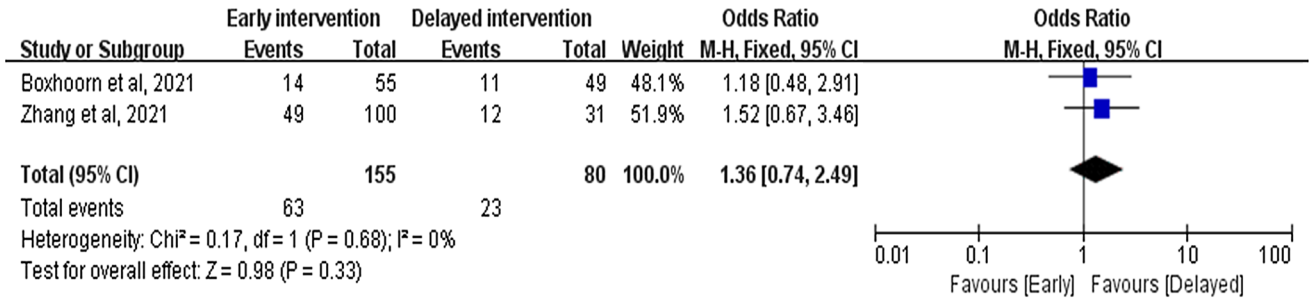 Early intervention Delayed intervention Odds Ratio Odds Ratio
Study or Subgroup Events Total Events Total Weight M-H, Fixed, 95% CI M-H, Fixed, 95% CI
Boxhoorn et al, 2021 14 55 11 49 48.1% 1.18 [0.48, 2.91]
Zhang et al, 2021 49 100 12 31 51.9% 1.52 [0.67, 3.46]
Total (95% CI) 155 80 100.0% 1.36 [0.74, 2.49]
Total events 63 23
Heterogeneity: Chi² = 0.17, df = 1 (P = 0.68); I² = 0%
Test for overall effect: Z = 0.98 (P = 0.33)
0.01 0.1 1 10 100
Favours [Early] Favours [Delayed]